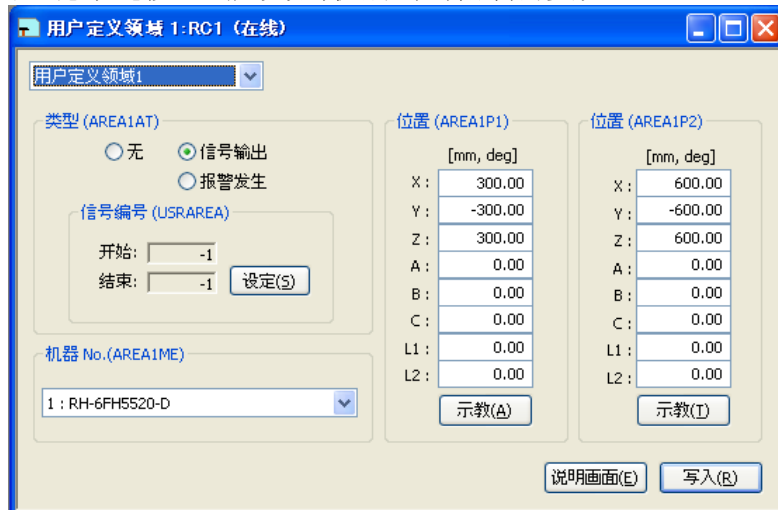 用户定义领域 1:RC1 (在线)
用户定义领域1
类型(AREA1AT)
无 信号输出
报警发生
信号编号(USRAREA)
开始: -1
结束: -1 设定(S)
机器 No.(AREA1ME)
1 : RH-6FH5520-D
位置 (AREA1P1)
[mm, deg]
X : 300.00
Y : -300.00
Z : 300.00
A : 0.00
B : 0.00
C : 0.00
L1 : 0.00
L2 : 0.00
示教(A)
位置 (AREA1P2)
[mm, deg]
X : 600.00
Y : -600.00
Z : 600.00
A : 0.00
B : 0.00
C : 0.00
L1 : 0.00
L2 : 0.00
示教(T)
说明画面(E) 写入(R)